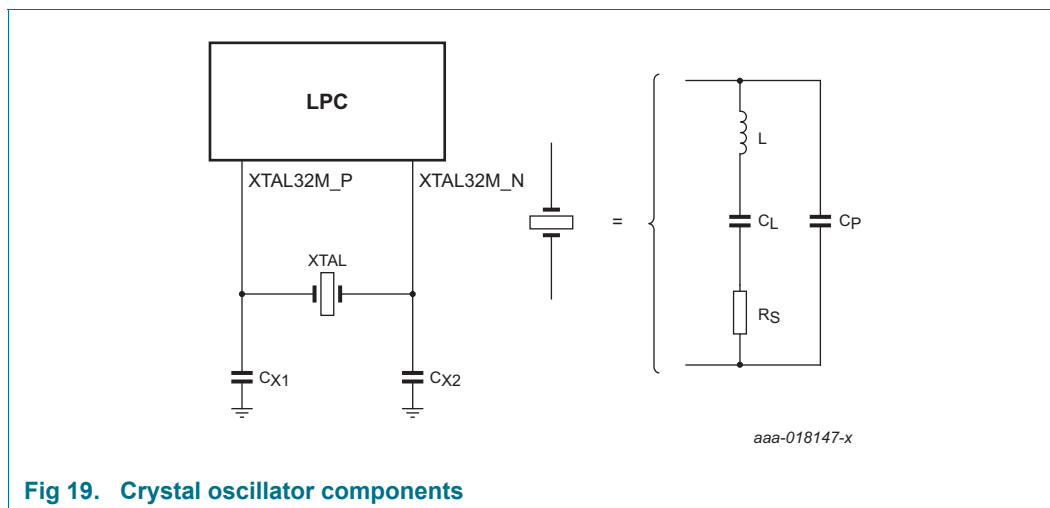 LPC
XTAL32M_P
XTAL32M_N
XTAL
CX1
CX2
=
L
CL
CP
RS
aaa-018147-x
Fig 19. Crystal oscillator components